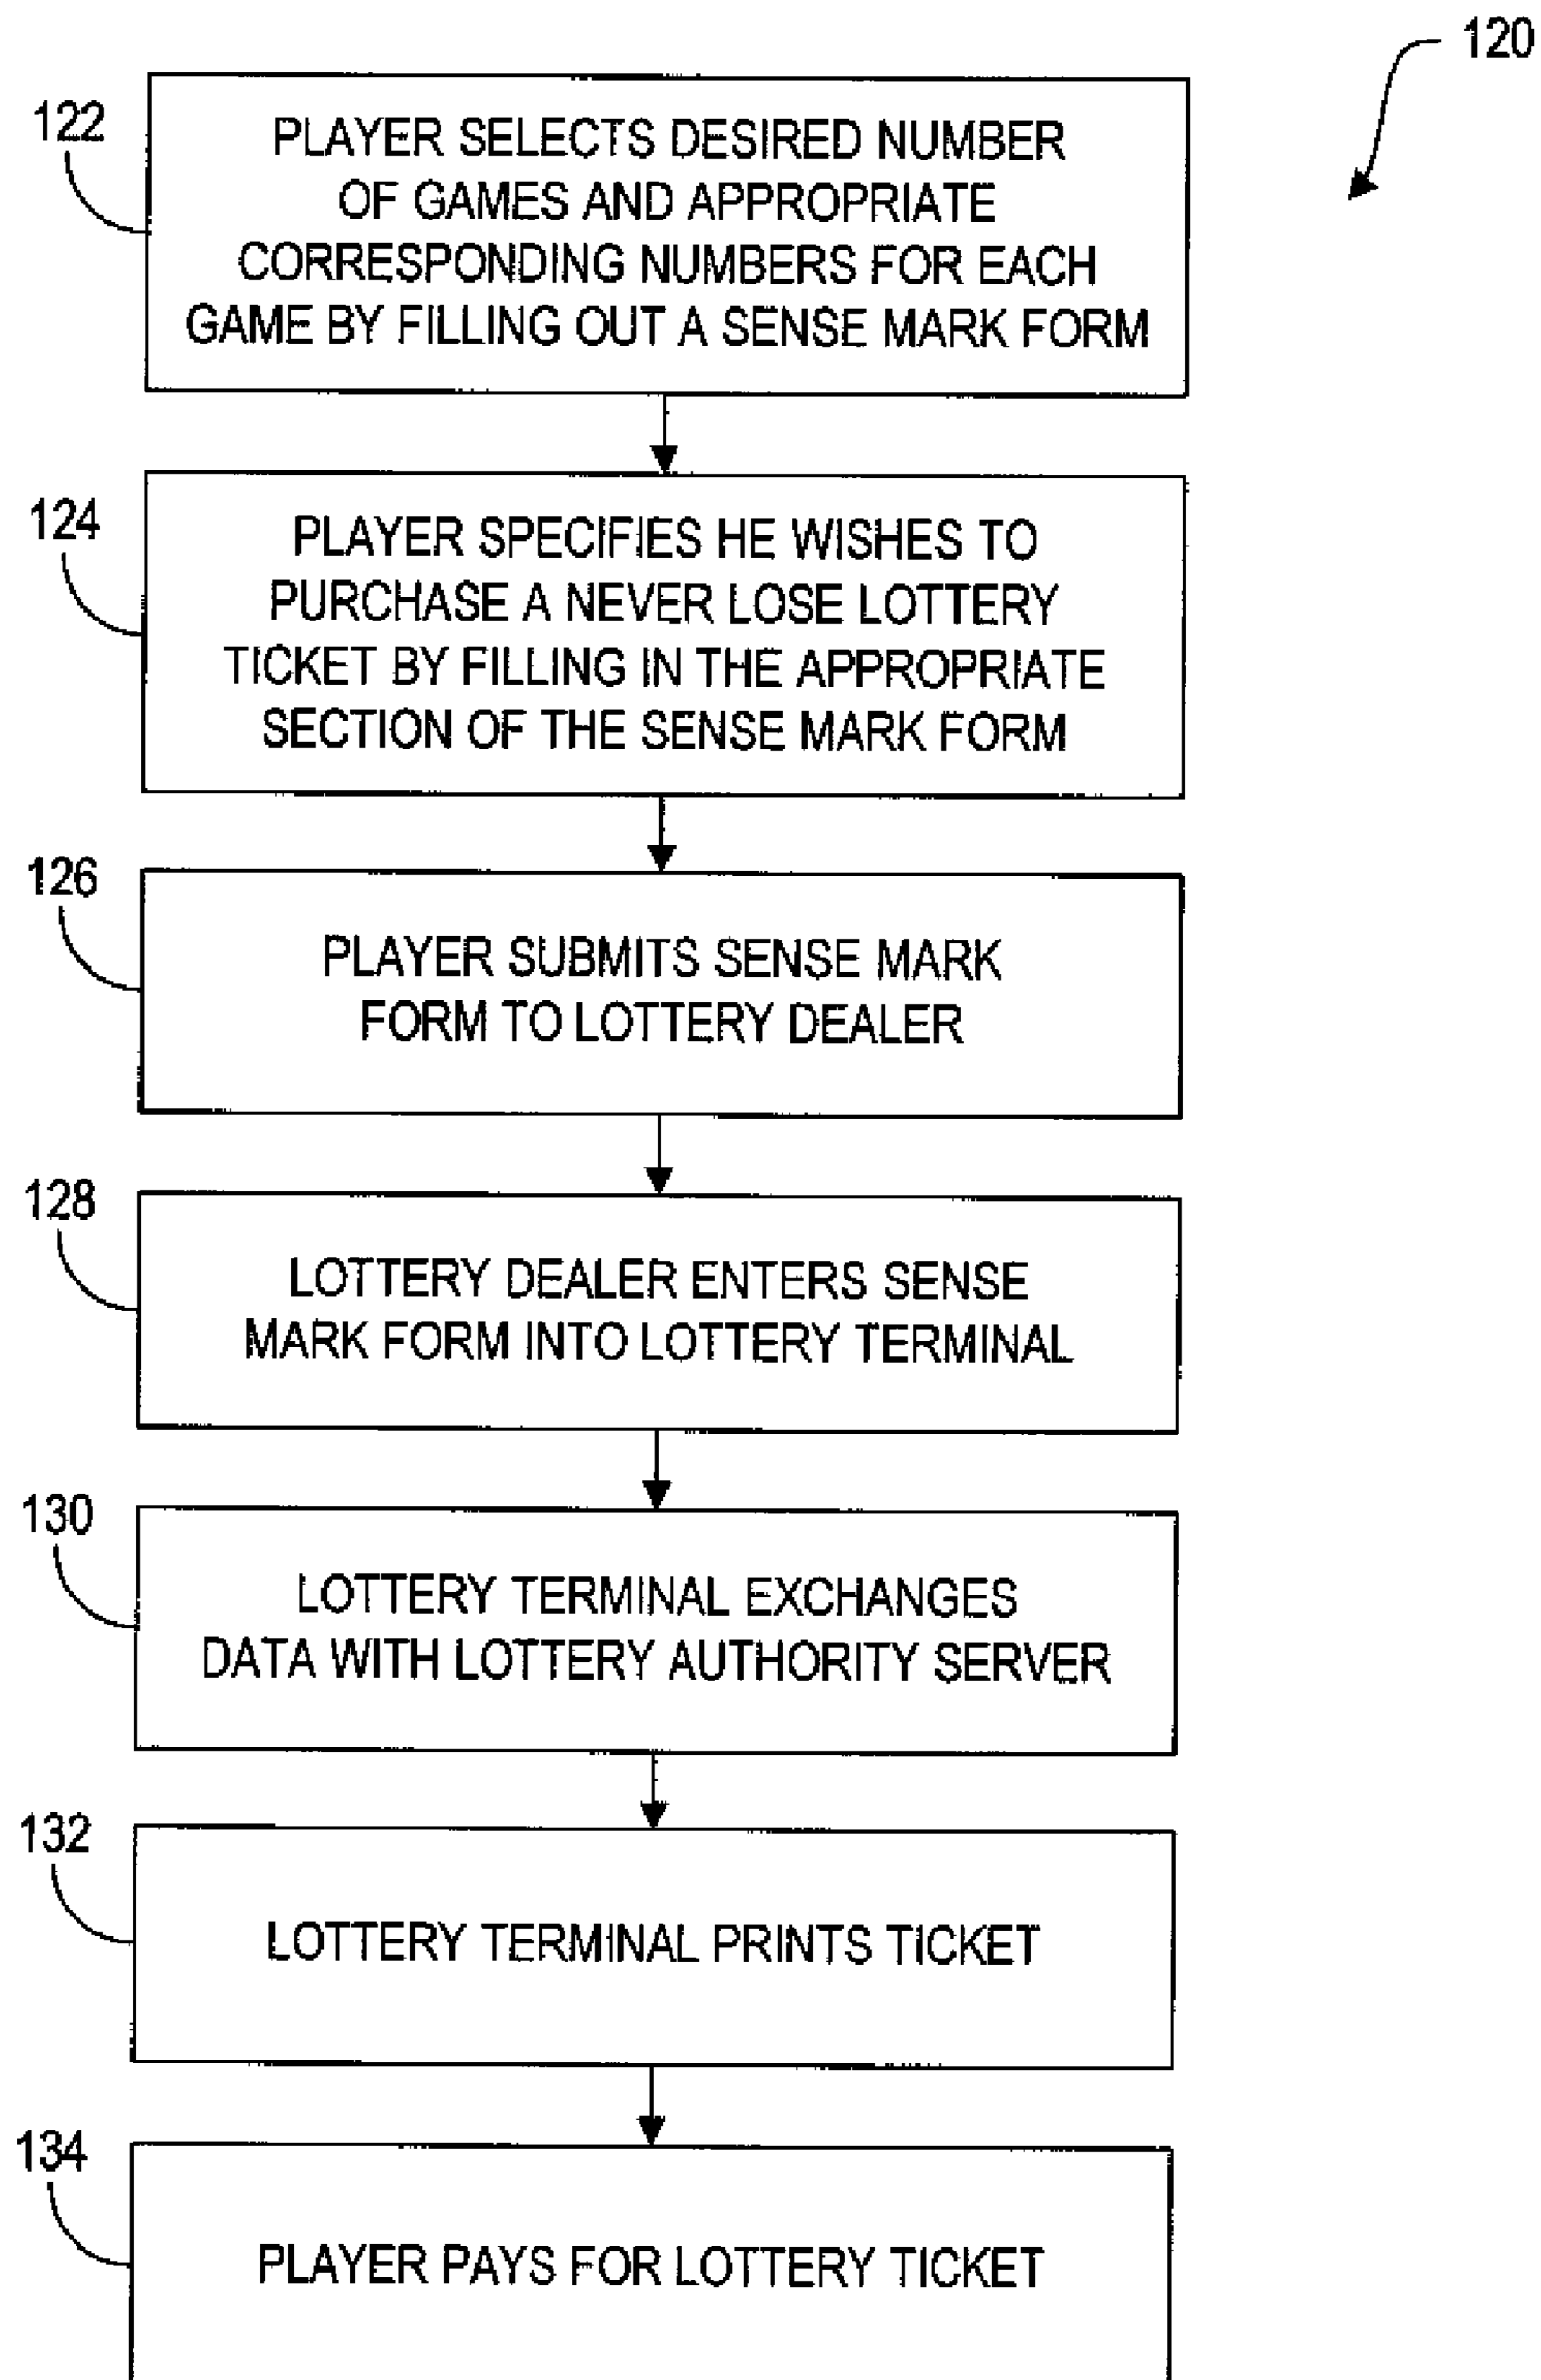 120
122
PLAYER SELECTS DESIRED NUMBER
OF GAMES AND APPROPRIATE
CORRESPONDING NUMBERS FOR EACH
GAME BY FILLING OUT A SENSE MARK FORM
124
PLAYER SPECIFIES HE WISHES TO
PURCHASE A NEVER LOSE LOTTERY
TICKET BY FILLING IN THE APPROPRIATE
SECTION OF THE SENSE MARK FORM
126
PLAYER SUBMITS SENSE MARK
FORM TO LOTTERY DEALER
128
LOTTERY DEALER ENTERS SENSE
MARK FORM INTO LOTTERY TERMINAL
130
LOTTERY TERMINAL EXCHANGES
DATA WITH LOTTERY AUTHORITY SERVER
132
LOTTERY TERMINAL PRINTS TICKET
134
PLAYER PAYS FOR LOTTERY TICKET